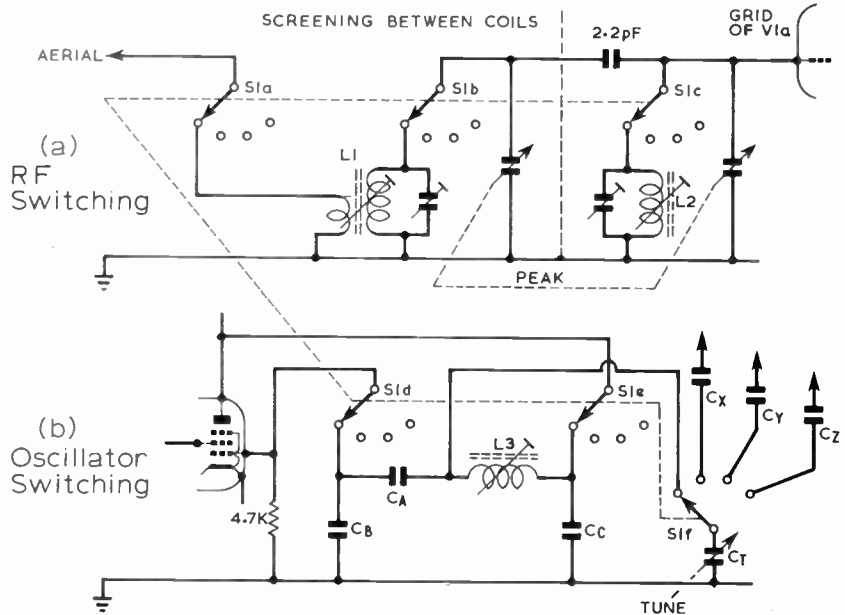 SCREENING BETWEEN COILS
2·2pF
GRID
OF V1a
AERIAL
S1a
S1b
S1c
(a)
RF
Switching
L1
L2
PEAK
(b)
Oscillator
Switching
S1d
S1e
CX
CY
CZ
L3
CA
4.7K
CB
CC
S1f
CT
TUNE